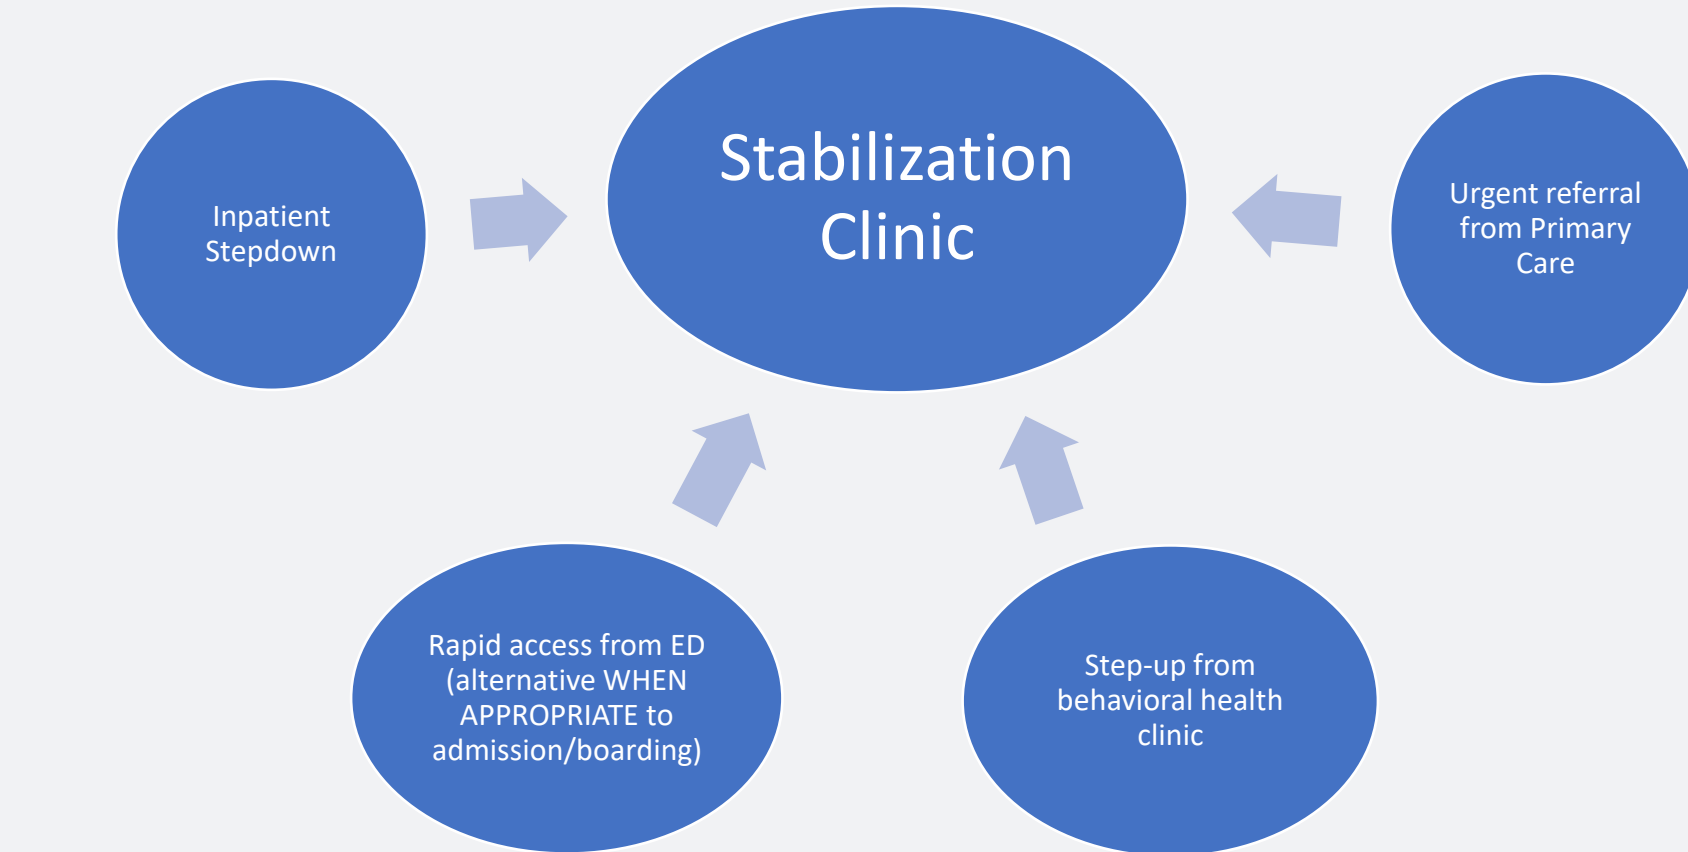 Stabilization
Clinic
Inpatient
Stepdown
Urgent referral
from Primary
Care
Rapid access from ED
(alternative WHEN
APPROPRIATE to
admission/boarding)
Step-up from
behavioral health
clinic